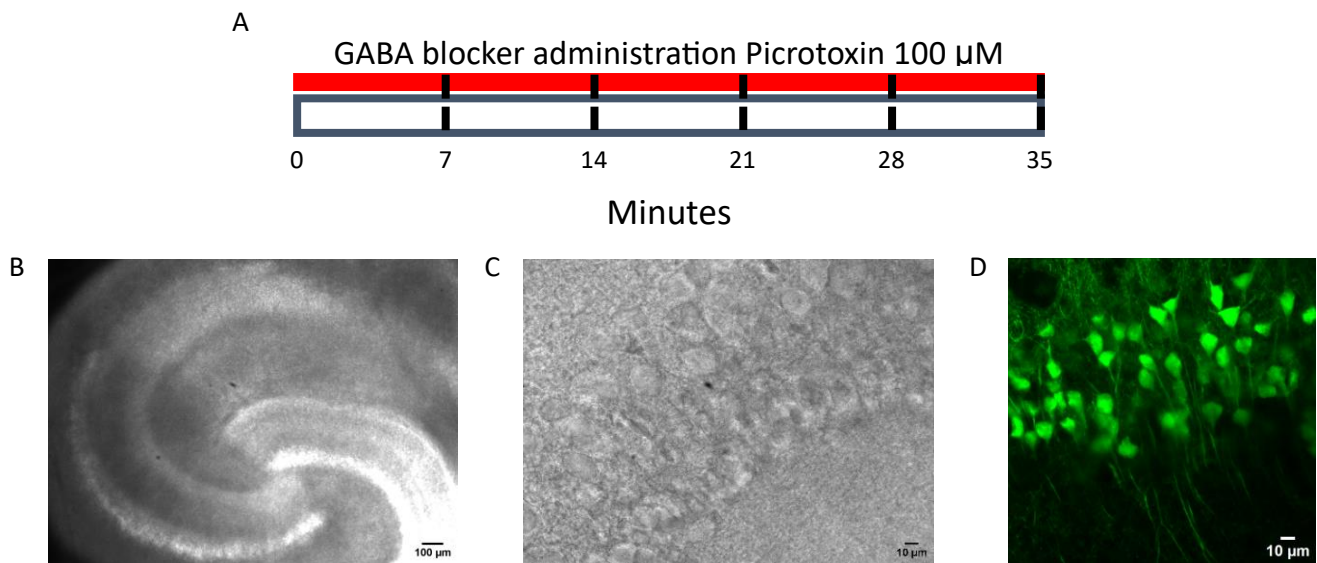 A
GABA blocker administration Picrotoxin 100 µM
0 7 14 21 28 35
Minutes
B
C
D
100 µm
10 µm
10 µm